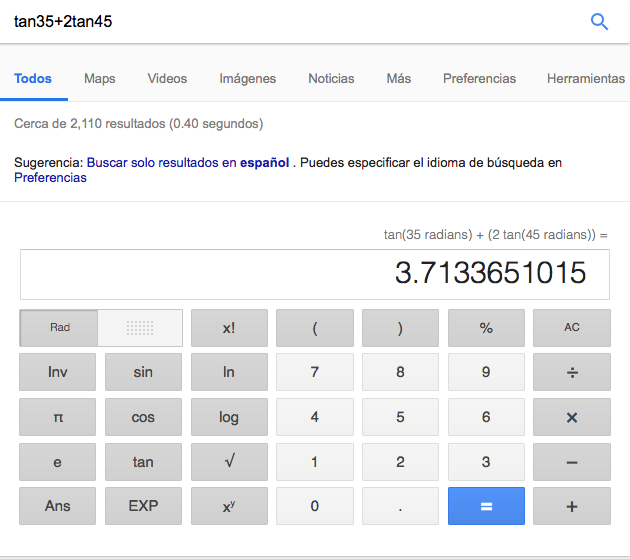 tan35+2tan45
Todos Maps Videos Imágenes Noticias Más Preferencias Herramientas
Cerca de 2,110 resultados (0.40 segundos)
Sugerencia: Buscar solo resultados en español . Puedes especificar el idioma de búsqueda en
Preferencias
tan(35 radians) + (2 tan(45 radians)) =
3.7133651015
Rad x! ( ) % AC
Inv sin ln 7 8 9 ÷
π cos log 4 5 6 ×
e tan √ 1 2 3 −
Ans EXP xʸ 0 . = +